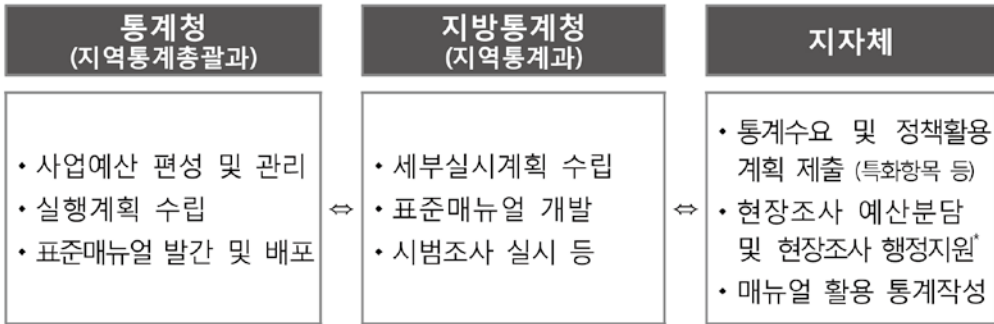 통계청
(지역통계총괄과)
• 사업예산 편성 및 관리
• 실행계획 수립
• 표준매뉴얼 발간 및 배포
⇔
지방통계청
(지역통계과)
• 세부실시계획 수립
• 표준매뉴얼 개발
• 시범조사 실시 등
⇔
지자체
• 통계수요 및 정책활용
계획 제출 (특화항목 등)
• 현장조사 예산분담
및 현장조사 행정지원*
• 매뉴얼 활용 통계작성